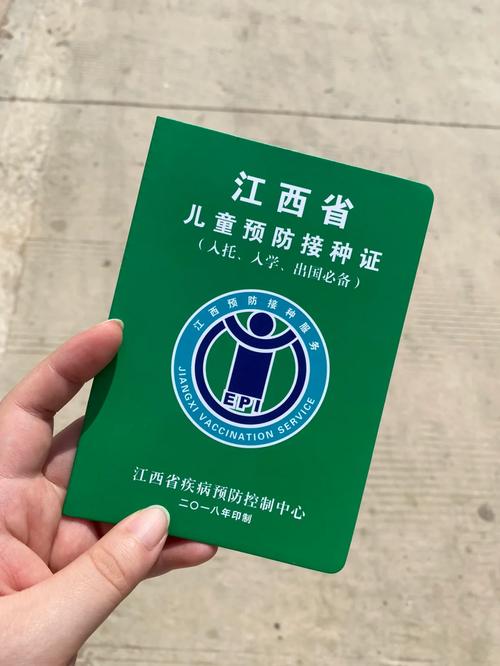 江西省
儿童预防接种证
(入托、入学、出国必备)
江西预防接种服务
EPI
JIANGXI VACCINATION SERVICE
江西省疾病预防控制中心
二〇一八年印制